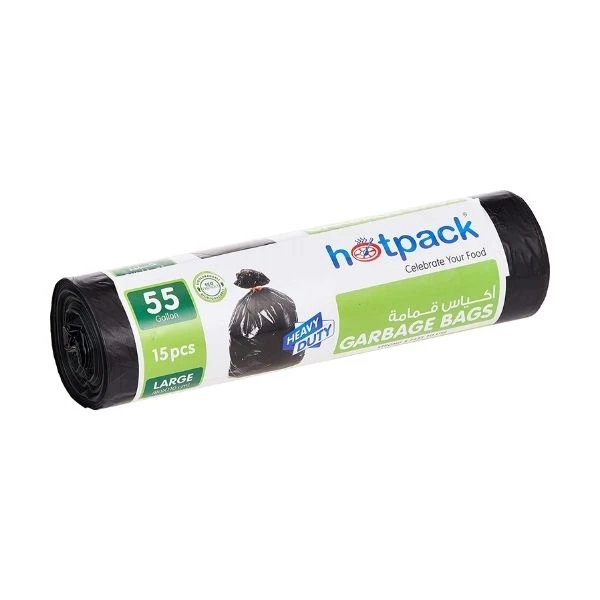 hotpack®
Celebrate Your Food
55
Gallon
15 pcs
LARGE
HEAVY
DUTY
أكياس قمامة
GARBAGE BAGS